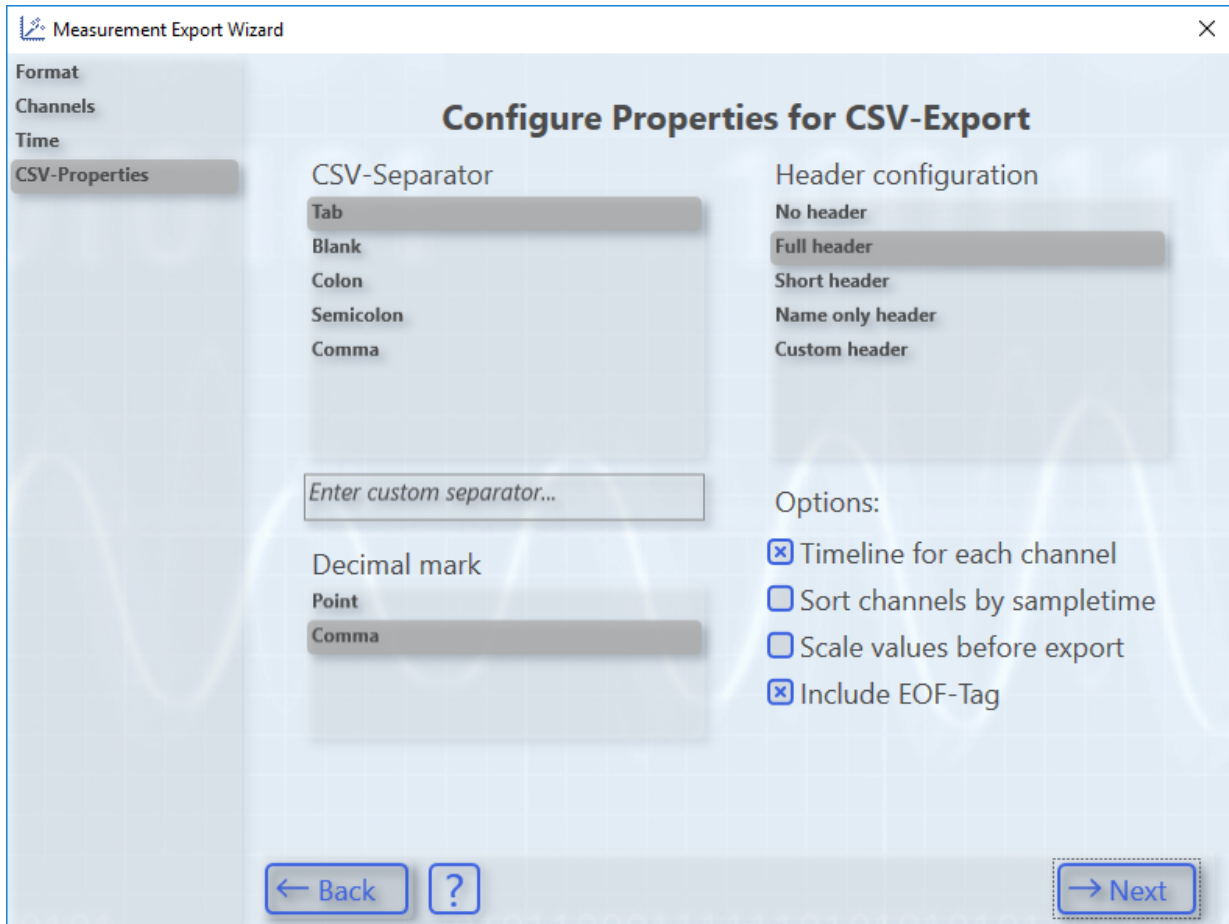 Measurement Export Wizard
Format
Channels
Time
CSV-Properties
Configure Properties for CSV-Export
CSV-Separator
Tab
Blank
Colon
Semicolon
Comma
Enter custom separator...
Decimal mark
Point
Comma
Header configuration
No header
Full header
Short header
Name only header
Custom header
Options:
Timeline for each channel
Sort channels by sampletime
Scale values before export
Include EOF-Tag
Back
?
Next